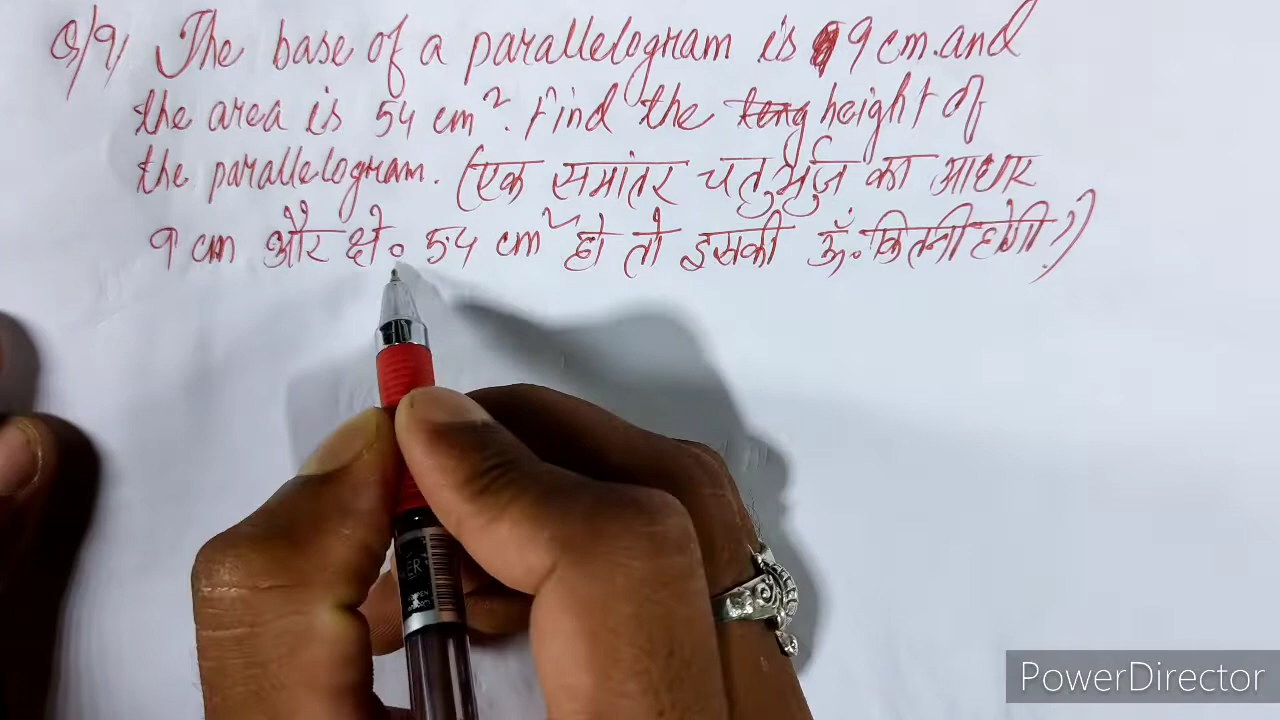 Q/9, The base of a parallelogram is 9 cm. and
the area is 54 cm². Find the height of
the parallelogram. (एक समांतर चतुर्भुज का आधार
9 cm और क्षे० 54 cm² हो तो इसकी ऊँ. कितनी होगी?)
PowerDirector